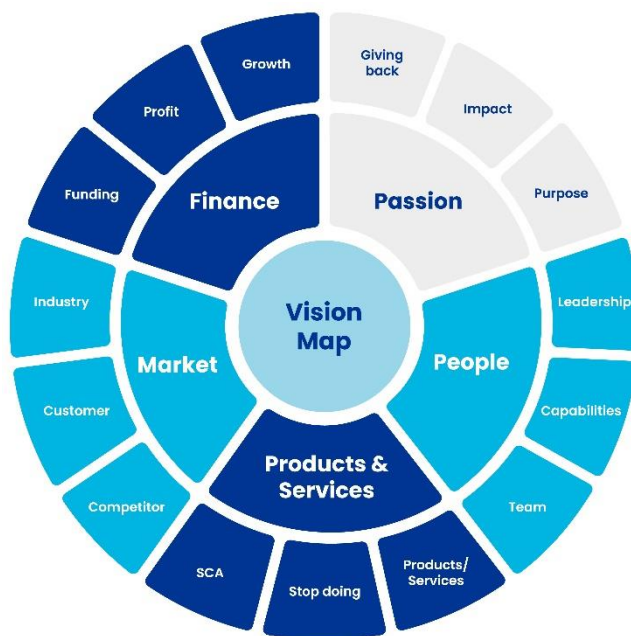 Growth
Giving
back
Profit
Impact
Funding
Finance
Passion
Purpose
Industry
Vision
Map
Leadership
Market
People
Customer
Capabilities
Products &
Services
Competitor
Team
SCA
Stop doing
Products/
Services